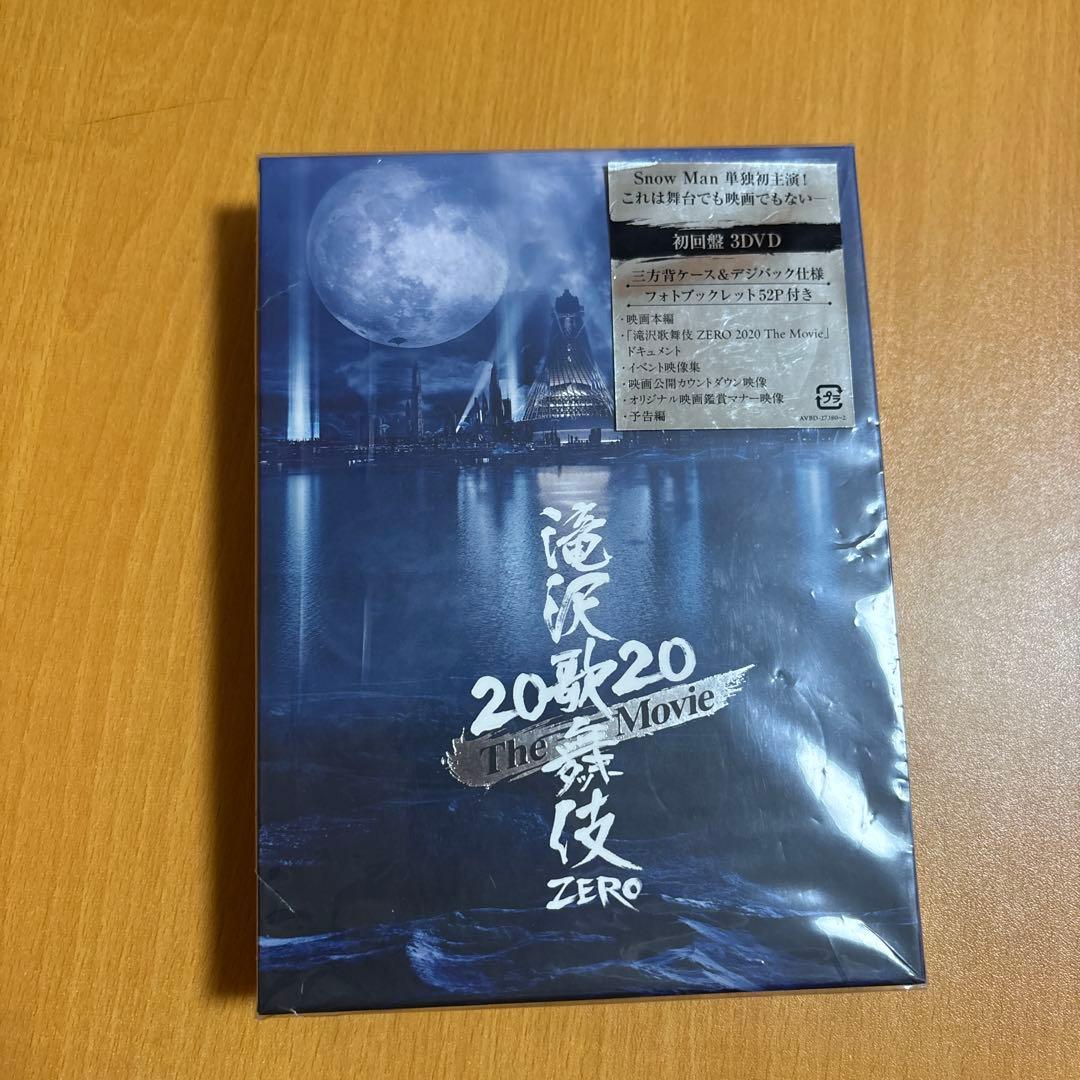 Snow Man 単独初主演!
これは舞台でも映画でもない―
初回盤 3DVD
三方背ケース&デジパック仕様
フォトブックレット52P付き
・映画本編
・「滝沢歌舞伎 ZERO 2020 The Movie」
ドキュメント
・イベント映像集
・映画公開カウントダウン映像
・オリジナル映画鑑賞マナー映像
・予告編
プラ
AVBD-27380~2
滝沢歌舞伎
2020
The Movie
ZERO